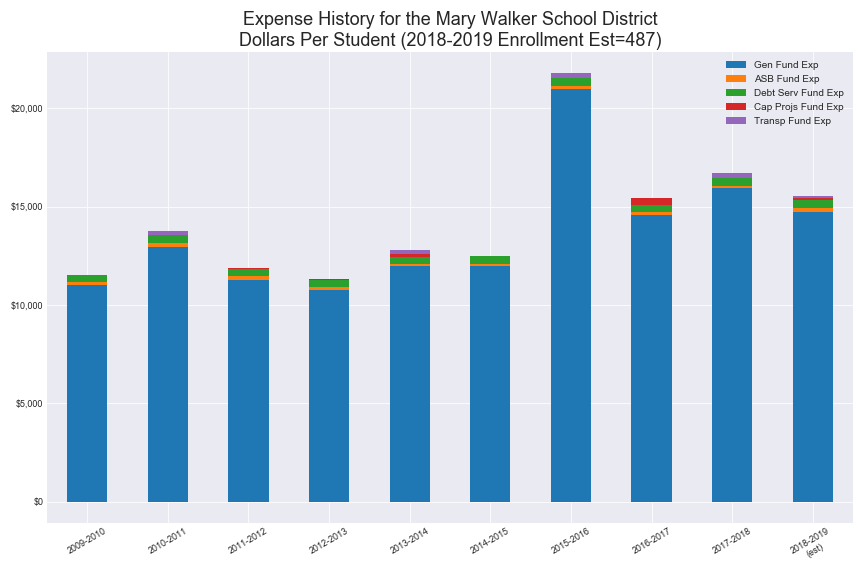 Expense History for the Mary Walker School District
Dollars Per Student (2018-2019 Enrollment Est=487)
Gen Fund Exp
ASB Fund Exp
Debt Serv Fund Exp
Cap Projs Fund Exp
Transp Fund Exp
$20,000
$15,000
$10,000
$5,000
$0
2009-2010
2010-2011
2011-2012
2012-2013
2013-2014
2014-2015
2015-2016
2016-2017
2017-2018
2018-2019
(est)